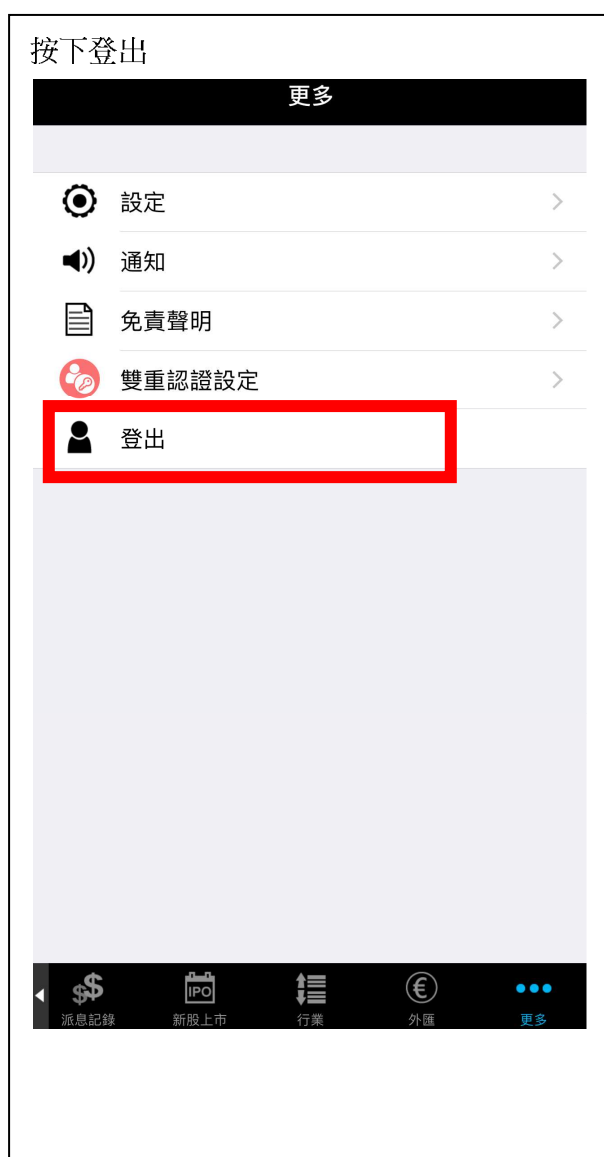 按下登出
更多
設定
通知
免責聲明
雙重認證設定
登出
IPO
派息記錄 新股上市 行業 外匯 更多